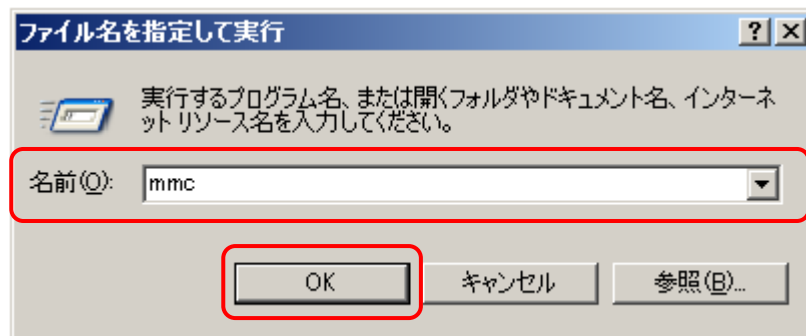 ファイル名を指定して実行
実行するプログラム名、または開くフォルダやドキュメント名、インターネ
ット リソース名を入力してください。
名前(O): mmc
OK キャンセル 参照(B)...